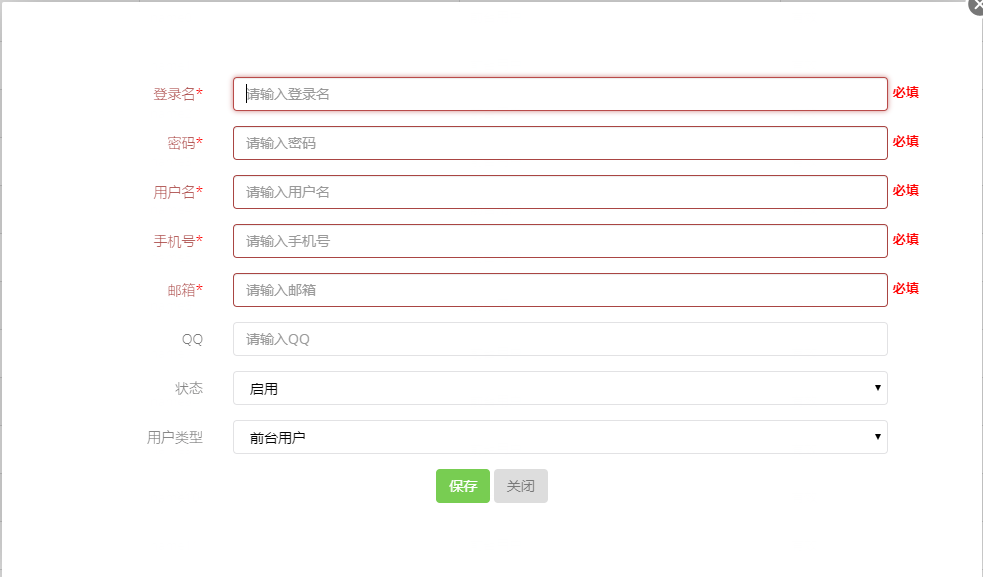 登录名* 请输入登录名 必填
密码* 请输入密码 必填
用户名* 请输入用户名 必填
手机号* 请输入手机号 必填
邮箱* 请输入邮箱 必填
QQ 请输入QQ
状态 启用
用户类型 前台用户
保存 关闭